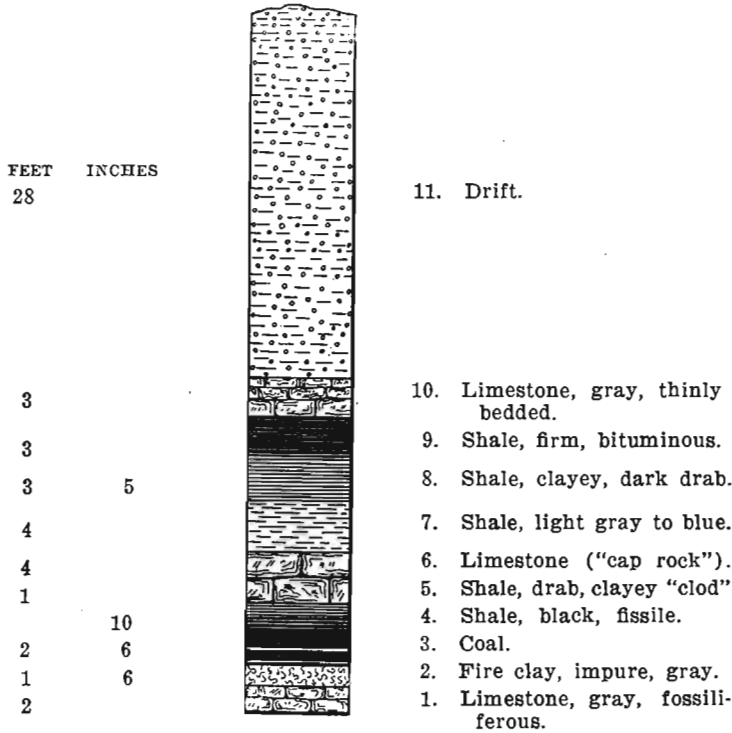 FEET INCHES
28
11. Drift.
3
10. Limestone, gray, thinly
bedded.
3
9. Shale, firm, bituminous.
3 5
8. Shale, clayey, dark drab.
4
7. Shale, light gray to blue.
4
6. Limestone (“cap rock”).
1
5. Shale, drab, clayey “clod”
10
4. Shale, black, fissile.
2 6
3. Coal.
1 6
2. Fire clay, impure, gray.
2
1. Limestone, gray, fossili-
ferous.